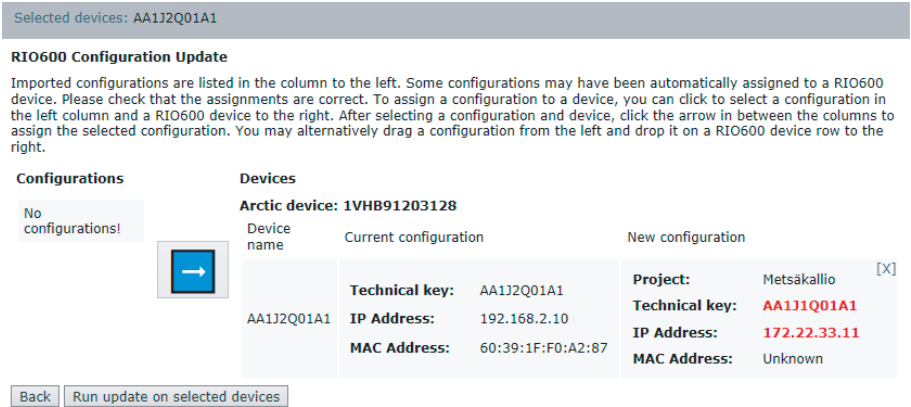 Selected devices: AA1J2Q01A1
RIO600 Configuration Update
Imported configurations are listed in the column to the left. Some configurations may have been automatically assigned to a RIO600
device. Please check that the assignments are correct. To assign a configuration to a device, you can click to select a configuration in
the left column and a RIO600 device to the right. After selecting a configuration and device, click the arrow in between the columns to
assign the selected configuration. You may alternatively drag a configuration from the left and drop it on a RIO600 device row to the
right.
Configurations
No
configurations!
Devices
Arctic device: 1VHB91203128
Device
name
Current configuration
New configuration
AA1J2Q01A1
Technical key: AA1J2Q01A1
IP Address: 192.168.2.10
MAC Address: 60:39:1F:F0:A2:87
Project: Metsäkallio
[X]
Technical key: AA1J1Q01A1
IP Address: 172.22.33.11
MAC Address: Unknown
Back
Run update on selected devices